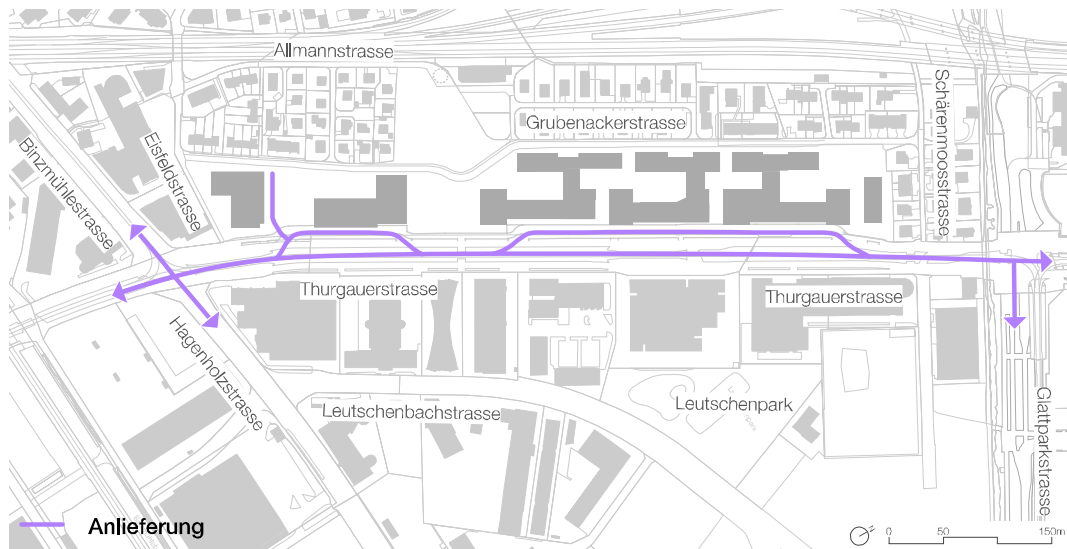 Allmannstrasse
Schärenmoosstrasse
Grubenackerstrasse
Eisfeldstrasse
Binzmühlestrasse
Thurgauerstrasse
Thurgauerstrasse
Hagenholzstrasse
Leutschenbachstrasse
Leutschenpark
Glattparkstrasse
Anlieferung
0 50 150m